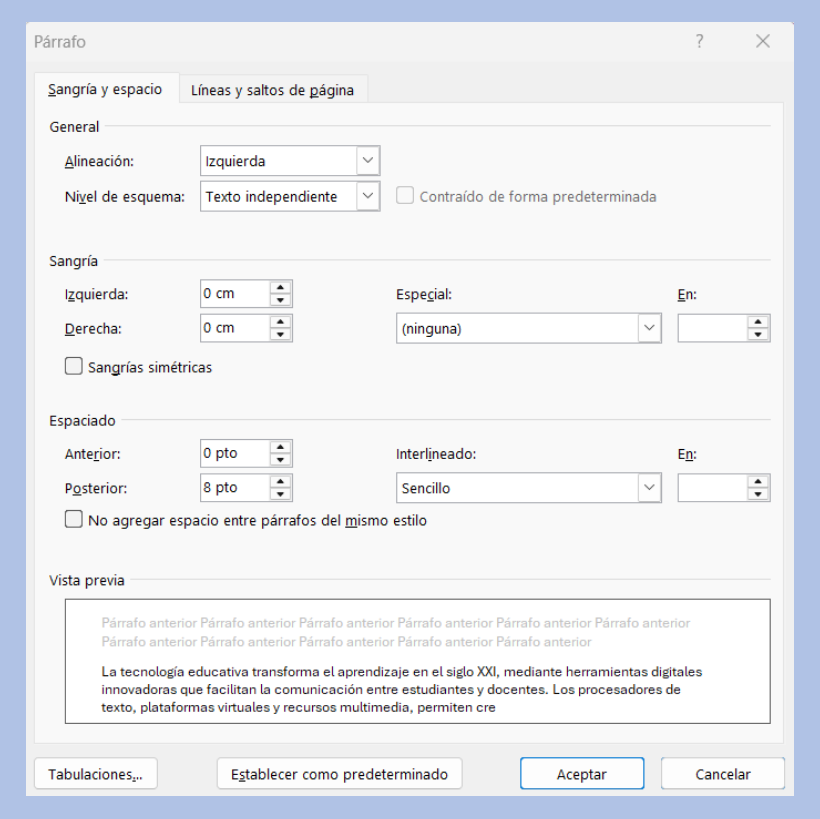 Párrafo ?
Sangría y espacio Líneas y saltos de página
General
Alineación: Izquierda
Nivel de esquema: Texto independiente Contraído de forma predeterminada
Sangría
Izquierda: 0 cm Especial: En:
Derecha: 0 cm (ninguna)
Sangrías simétricas
Espaciado
Anterior: 0 pto Interlineado: En:
Posterior: 8 pto Sencillo
No agregar espacio entre párrafos del mismo estilo
Vista previa
Párrafo anterior Párrafo anterior Párrafo anterior Párrafo anterior Párrafo anterior Párrafo anterior
Párrafo anterior Párrafo anterior Párrafo anterior Párrafo anterior Párrafo anterior
La tecnología educativa transforma el aprendizaje en el siglo XXI, mediante herramientas digitales
innovadoras que facilitan la comunicación entre estudiantes y docentes. Los procesadores de
texto, plataformas virtuales y recursos multimedia, permiten cre
Tabulaciones... Establecer como predeterminado Aceptar Cancelar